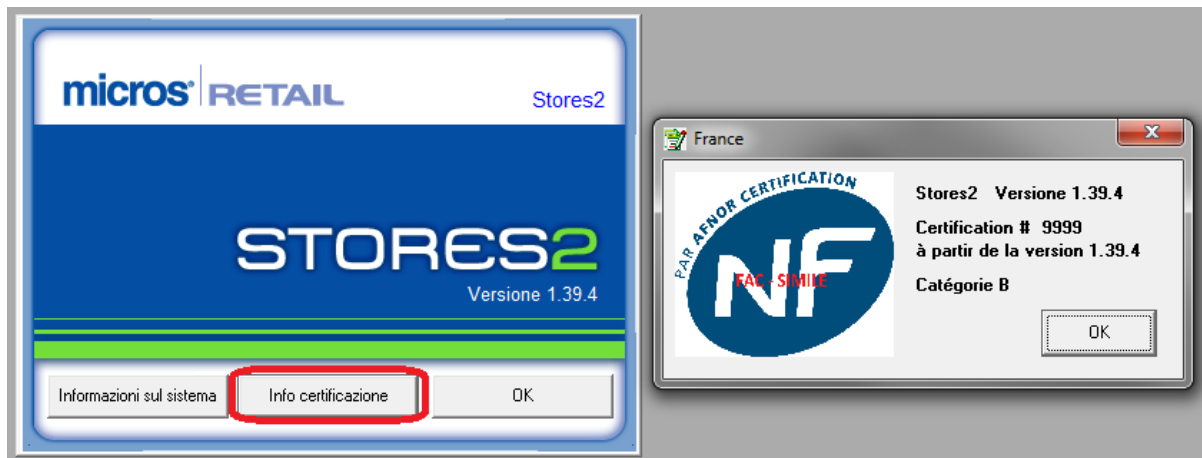 micros RETAIL
Stores2
STORES2
Versione 1.39.4
Informazioni sul sistema
Info certificazione
OK
France
PAR AFNOR CERTIFICATION
NF
FAC - SIMILE
Stores2 Versione 1.39.4
Certification # 9999
à partir de la version 1.39.4
Catégorie B
OK